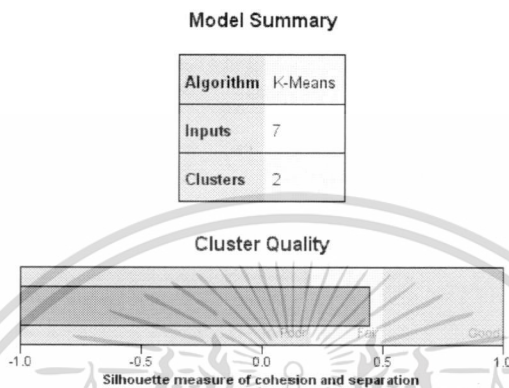 Model Summary
Algorithm K-Means
Inputs 7
Clusters 2
Cluster Quality
Poor Fair Good
-1.0 -0.5 0.0 0.5 1.0
Silhouette measure of cohesion and separation